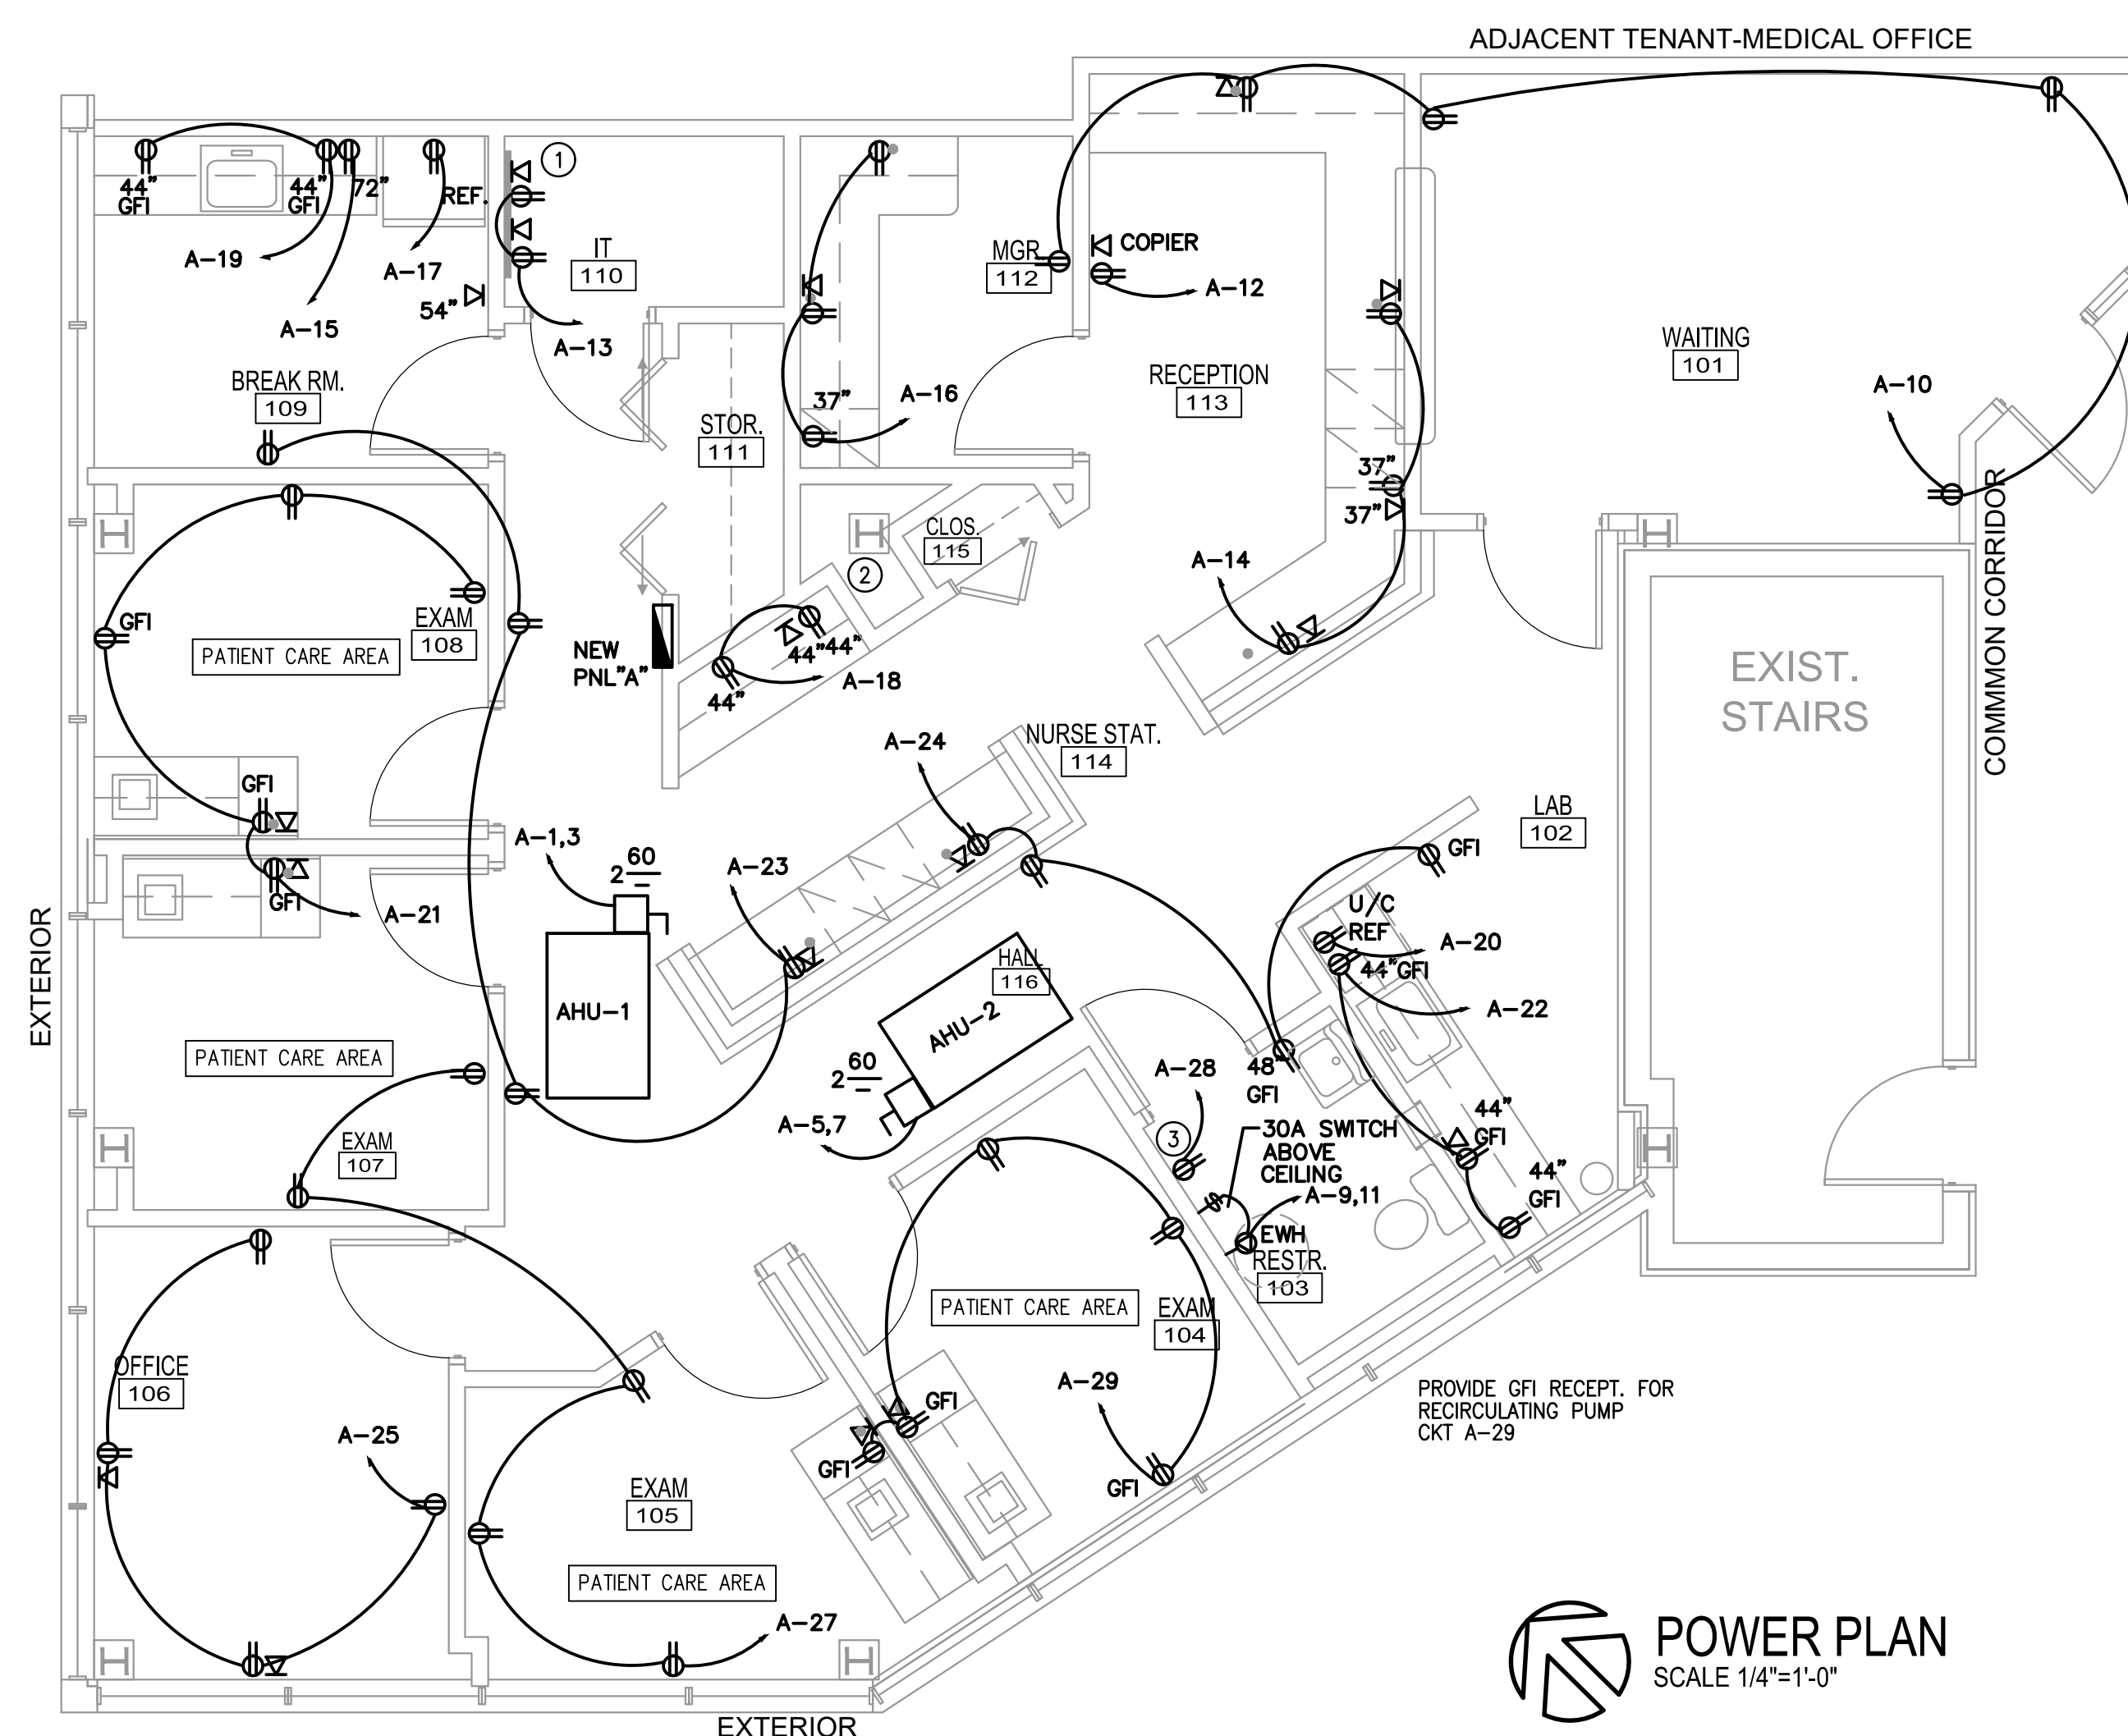 ADJACENT TENANT-MEDICAL OFFICE
44"
GFI
44"
GFI
72"
REF.
A-19
A-15
A-17
54"
1
IT
110
A-13
BREAK RM.
109
MGR.
112
COPIER
A-12
37"
A-16
STOR.
111
RECEPTION
113
WAITING
101
A-10
37"
37"
A-14
CLOS.
115
2
COMMON CORRIDOR
EXIST.
STAIRS
GFI
EXAM
108
PATIENT CARE AREA
NEW
PNL"A"
44"
44"
44"
A-18
NURSE STAT.
114
A-24
GFI
GFI
A-21
A-1,3
60
2
A-23
LAB
102
GFI
U/C
REF
A-20
44"GFI
A-22
EXTERIOR
AHU-1
HALL
116
AHU-2
60
2
A-5,7
PATIENT CARE AREA
EXAM
107
A-28
3
48"
GFI
30A SWITCH
ABOVE
CEILING
A-9,11
EWH
RESTR.
103
44"
GFI
44"
GFI
PATIENT CARE AREA
EXAM
104
OFFICE
106
A-25
A-29
GFI
GFI
GFI
EXAM
105
PATIENT CARE AREA
A-27
PROVIDE GFI RECEPT. FOR
RECIRCULATING PUMP
CKT A-29
EXTERIOR
POWER PLAN
SCALE 1/4"=1'-0"